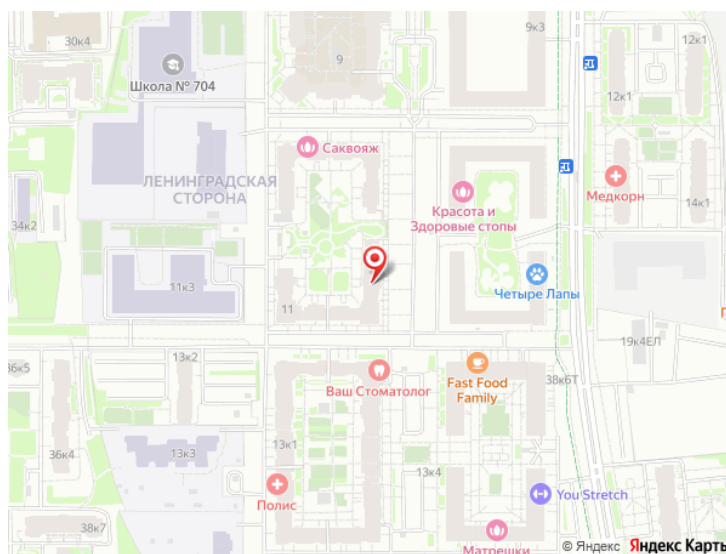 30к4
9
9к3
12к1
Школа № 704
12к1
Саквояж
ЛЕНИНГРАДСКАЯ
СТОРОНА
Медкорн
Красота и
Здоровые стопы
14к1
34к2
11к3
11
Четыре Лапы
19к4ЕЛ
36к5
13к2
Ваш Стоматолог
Fast Food
Family
38к6Т
13к1
36к4
13к3
13к4
Полис
You Stretch
38к7
Матрешки
© Яндекс Яндекс Карты